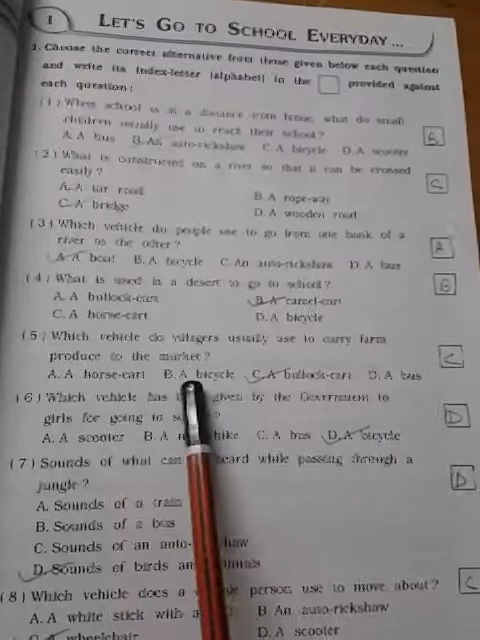 1 LET'S GO TO SCHOOL EVERYDAY ...
1. Choose the correct alternative from those given below each question
and write its Index-letter (alphabet) in the provided against
each question :
(1) When school is at a distance from home, what do small
children usually use to reach their school? B
A. A bus B. An auto-rickshaw C. A bicycle D. A scooter
(2) What is constructed on a river so that it can be crossed
easily? C
A. A tar road B. A rope-way
C. A bridge D. A wooden road
(3) Which vehicle do people use to go from one bank of a
river to the other? A
A. A boat B. A bicycle C. An auto-rickshaw D. A bus
(4) What is used in a desert to go to school? B
A. A bullock-cart B. A camel-cart
C. A horse-cart D. A bicycle
(5) Which vehicle do villagers usually use to carry farm
produce to the market? C
A. A horse-cart B. A bicycle C. A bullock-cart D. A bus
(6) Which vehicle has given by the Government to
girls for going to ? D
A. A scooter B. A bike C. A bus D. A bicycle
(7) Sounds of what can heard while passing through a
jungle? D
A. Sounds of a train
B. Sounds of a bus
C. Sounds of an auto-
D. Sounds of birds
(8) Which vehicle does a person use to move about? C
A. A white stick with a B. An auto-rickshaw
C. A wheelchair D. A scooter